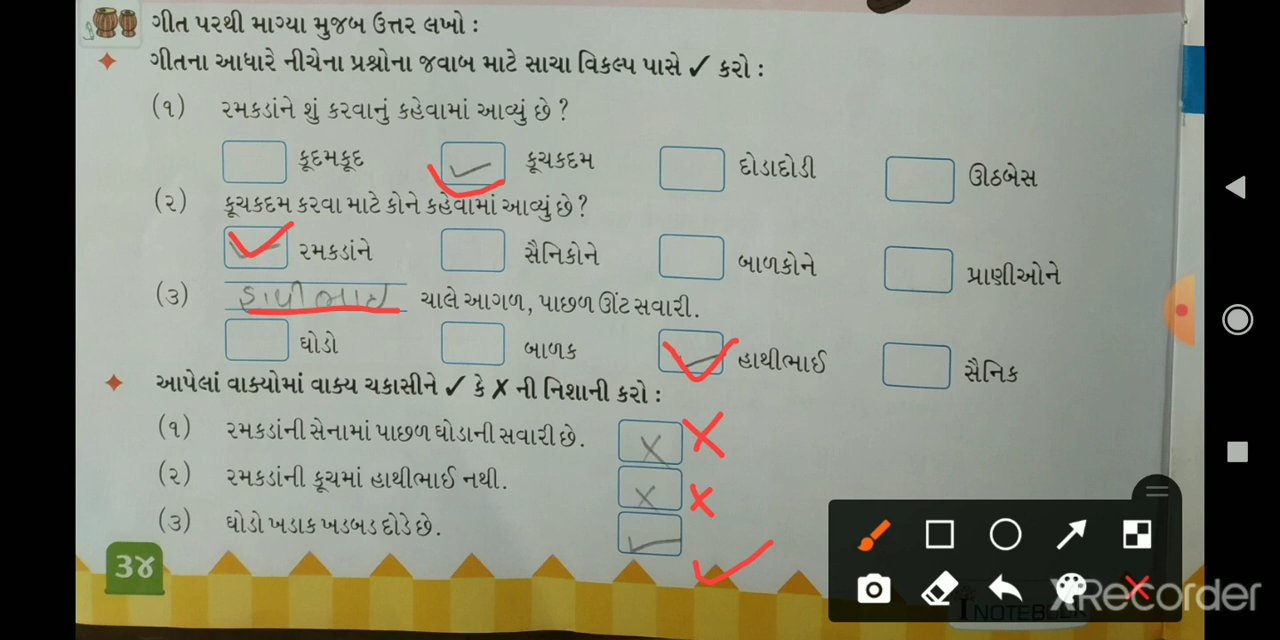 ગીત પરથી માગ્યા મુજબ ઉત્તર લખો :
ગીતના આધારે નીચેના પ્રશ્નોના જવાબ માટે સાચા વિકલ્પ પાસે ✓ કરો :
(૧) રમકડાંને શું કરવાનું કહેવામાં આવ્યું છે ?
કૂદમકૂદ ✓ કૂચકદમ દોડાદોડી ઊઠબેસ
(૨) કૂચકદમ કરવા માટે કોને કહેવામાં આવ્યું છે ?
✓ રમકડાંને સૈનિકોને બાળકોને પ્રાણીઓને
(૩) હાથીભાઈ ચાલે આગળ, પાછળ ઊંટ સવારી.
ઘોડો બાળક ✓ હાથીભાઈ સૈનિક
આપેલાં વાક્યોમાં વાક્ય ચકાસીને ✓ કે ✗ ની નિશાની કરો :
(૧) રમકડાંની સેનામાં પાછળ ઘોડાની સવારી છે. ✗
(૨) રમકડાંની કૂચમાં હાથીભાઈ નથી. ✗
(૩) ઘોડો ખડાક ખડબડ દોડે છે. ✓
૩૪
XRecorder
NOTEBOOK